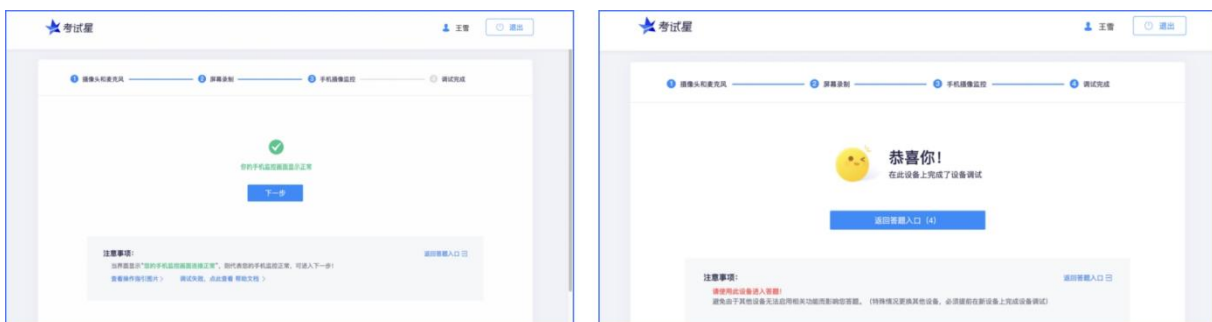 考试星
王雪
退出
1 摄像头和麦克风
2 屏幕录制
3 手机摄像监控
4 调试完成
你的手机监控画面显示正常
下一步
注意事项:
返回答题入口
当界面显示"你的手机监控画面连接正常"，则代表您的手机监控正常，可进入下一步!
查看操作指引图片 > 调试失败，点此查看 帮助文档 >
考试星
王雪
退出
1 摄像头和麦克风
2 屏幕录制
3 手机摄像监控
4 调试完成
恭喜你!
在此设备上完成了设备调试
返回答题入口 (4)
注意事项:
返回答题入口
请使用此设备进入答题!
避免由于其他设备无法启用相关功能而影响您答题。 (特殊情况更换其他设备，必须提前在新设备上完成设备调试)